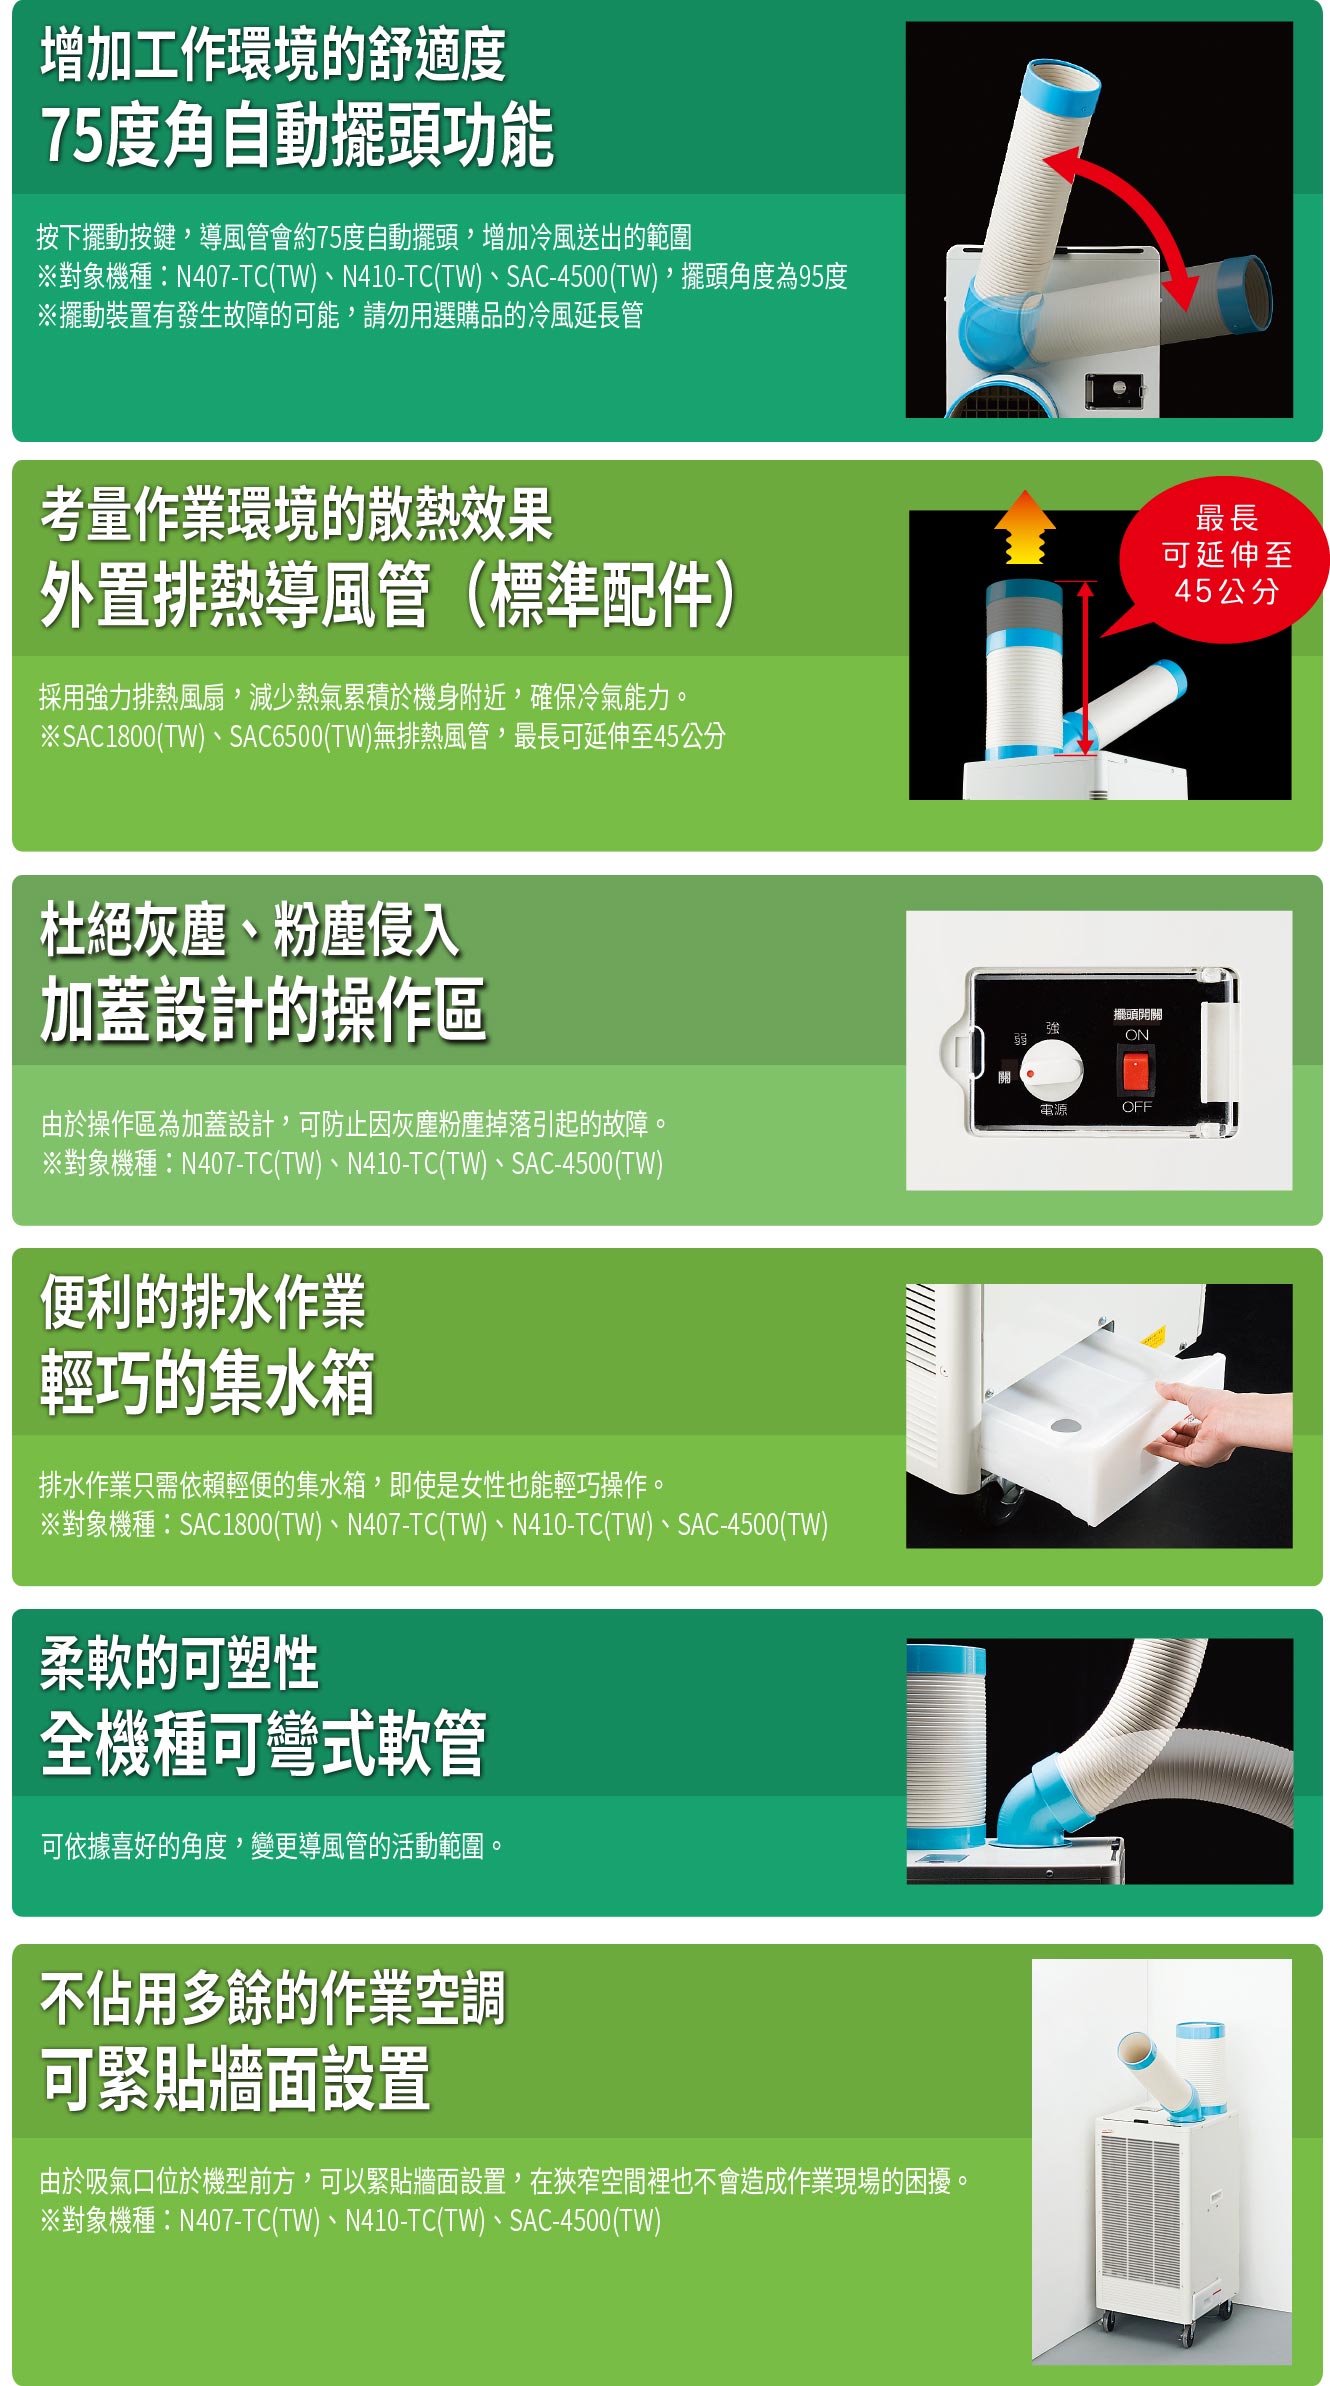 增加工作環境的舒適度
75度角自動擺頭功能
按下擺動按鍵，導風管會約75度自動擺頭，增加冷風送出的範圍
※對象機種：N407-TC(TW)、N410-TC(TW)、SAC-4500(TW)，擺頭角度為95度
※擺動裝置有發生故障的可能，請勿用選購品的冷風延長管
考量作業環境的散熱效果
外置排熱導風管（標準配件）
最長
可延伸至
45公分
採用強力排熱風扇，減少熱氣累積於機身附近，確保冷氣能力。
※SAC1800(TW)、SAC6500(TW)無排熱風管，最長可延伸至45公分
杜絕灰塵、粉塵侵入
加蓋設計的操作區
擺頭開關
ON
強
弱
關
電源
OFF
由於操作區為加蓋設計，可防止因灰塵粉塵掉落引起的故障。
※對象機種：N407-TC(TW)、N410-TC(TW)、SAC-4500(TW)
便利的排水作業
輕巧的集水箱
排水作業只需依賴輕便的集水箱，即使是女性也能輕巧操作。
※對象機種：SAC1800(TW)、N407-TC(TW)、N410-TC(TW)、SAC-4500(TW)
柔軟的可塑性
全機種可彎式軟管
可依據喜好的角度，變更導風管的活動範圍。
不佔用多餘的作業空調
可緊貼牆面設置
由於吸氣口位於機型前方，可以緊貼牆面設置，在狹窄空間裡也不會造成作業現場的困擾。
※對象機種：N407-TC(TW)、N410-TC(TW)、SAC-4500(TW)